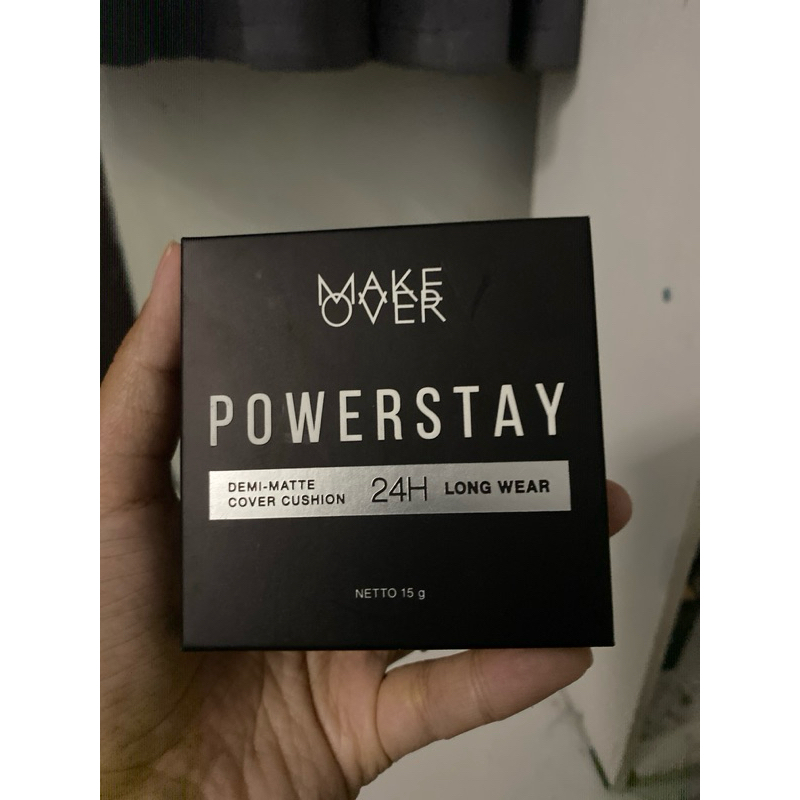 MAKE
OVER
POWERSTAY
DEMI-MATTE
COVER CUSHION
24H LONG WEAR
NETTO 15 g